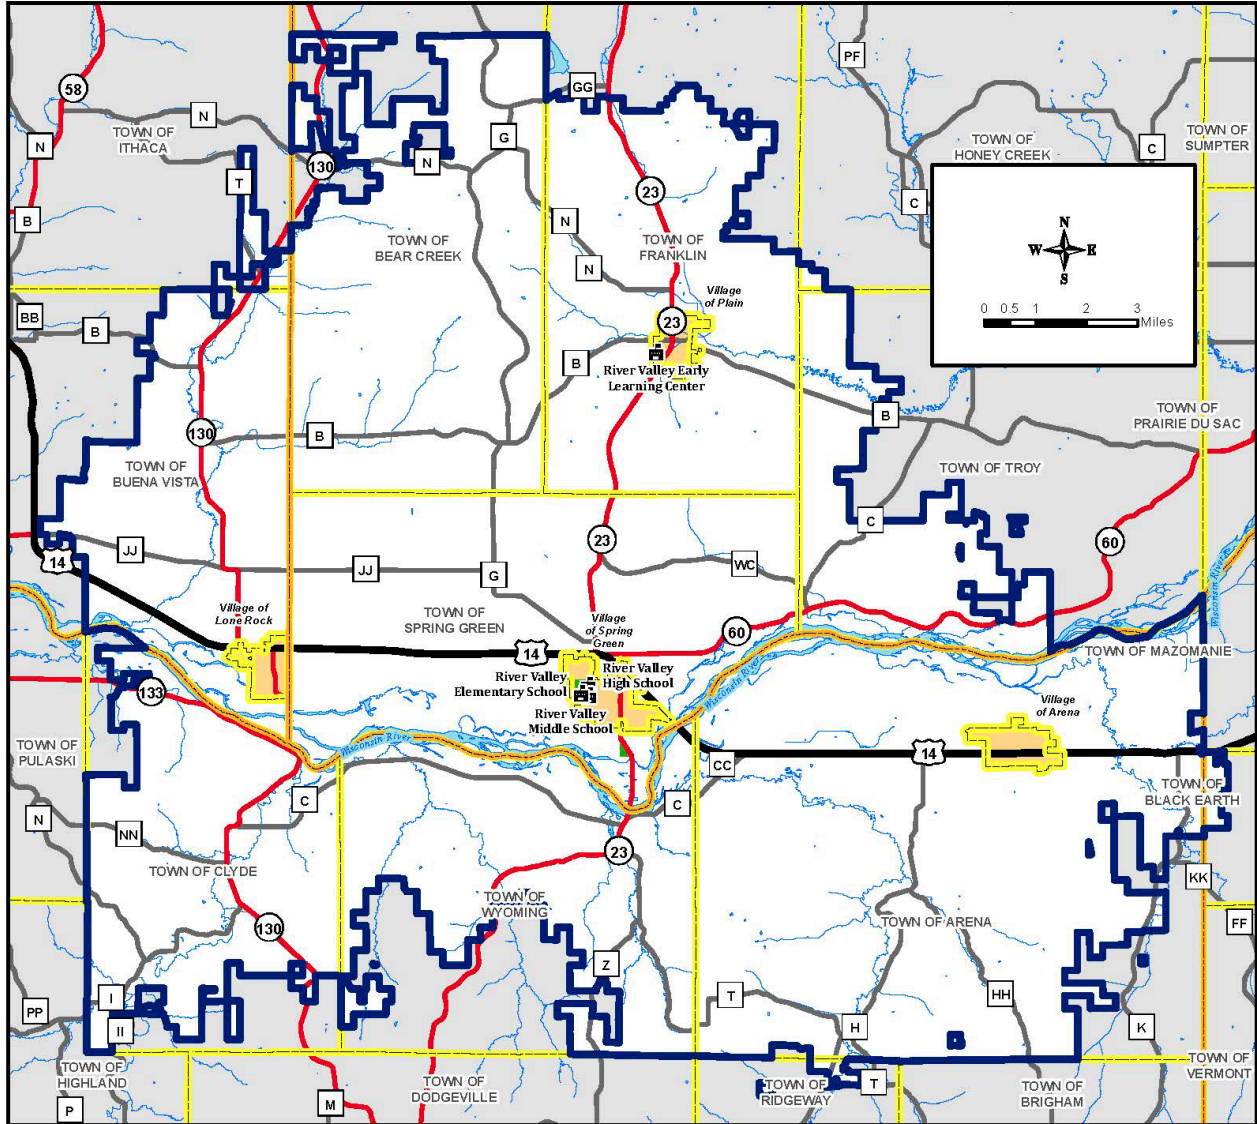 PF
58
GG
N
TOWN OF
ITHACA
G
TOWN OF
HONEY CREEK
C
TOWN OF
SUMPTER
N
130
N
T
23
C
B
N
TOWN OF
BEAR CREEK
TOWN OF
FRANKLIN
N
N
W
E
S
Village
of Plain
0 0.5 1 2 3
Miles
BB
B
23
B
River Valley Early
Learning Center
B
TOWN OF
PRAIRIE DU SAC
130
B
TOWN OF
BUENA VISTA
TOWN OF TROY
C
60
23
JJ
14
JJ
G
WC
Village of
Lone Rock
TOWN OF
SPRING GREEN
Village
of Spring
Green
60
Wisconsin River
14
TOWN OF MAZOMANIE
River Valley
Elementary School
River Valley
High School
Wisconsin River
133
River Valley
Middle School
Village
of Arena
TOWN OF
PULASKI
Wisconsin River
CC
14
TOWN OF
BLACK EARTH
C
C
N
NN
23
TOWN OF CLYDE
KK
TOWN OF
WYOMING
TOWN OF ARENA
130
FF
Z
I
T
HH
PP
II
H
K
TOWN OF
HIGHLAND
TOWN OF
DODGEVILLE
TOWN OF
RIDGEWAY
T
TOWN OF
BRIGHAM
TOWN OF
VERMONT
P
M